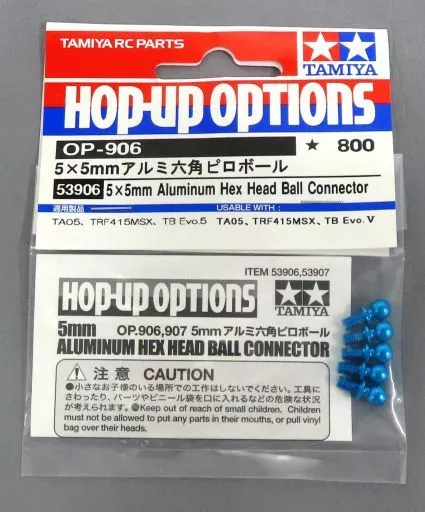 TAMIYA RC PARTS
TAMIYA
HOP-UP OPTIONS
OP-906 ★ 800
5×5mmアルミ六角ピロボール
53906 5×5mm Aluminum Hex Head Ball Connector
適用製品 USABLE WITH :
TA05、TRF415MSX、TB Evo.5 TA05、TRF415MSX、TB Evo.V
ITEM 53906,53907
HOP-UP OPTIONS TAMIYA
5mm OP.906,907 5mmアルミ六角ピロボール
ALUMINUM HEX HEAD BALL CONNECTOR
注意 CAUTION
●小さなお子様のいる場所での工作はしないでください。工具に
さわったり、パーツやビニール袋を口に入れるなどの危険な状況
が考えられます。●Keep out of reach of small children. Children
must not be allowed to put any parts in their mouths, or pull vinyl
bag over their heads.